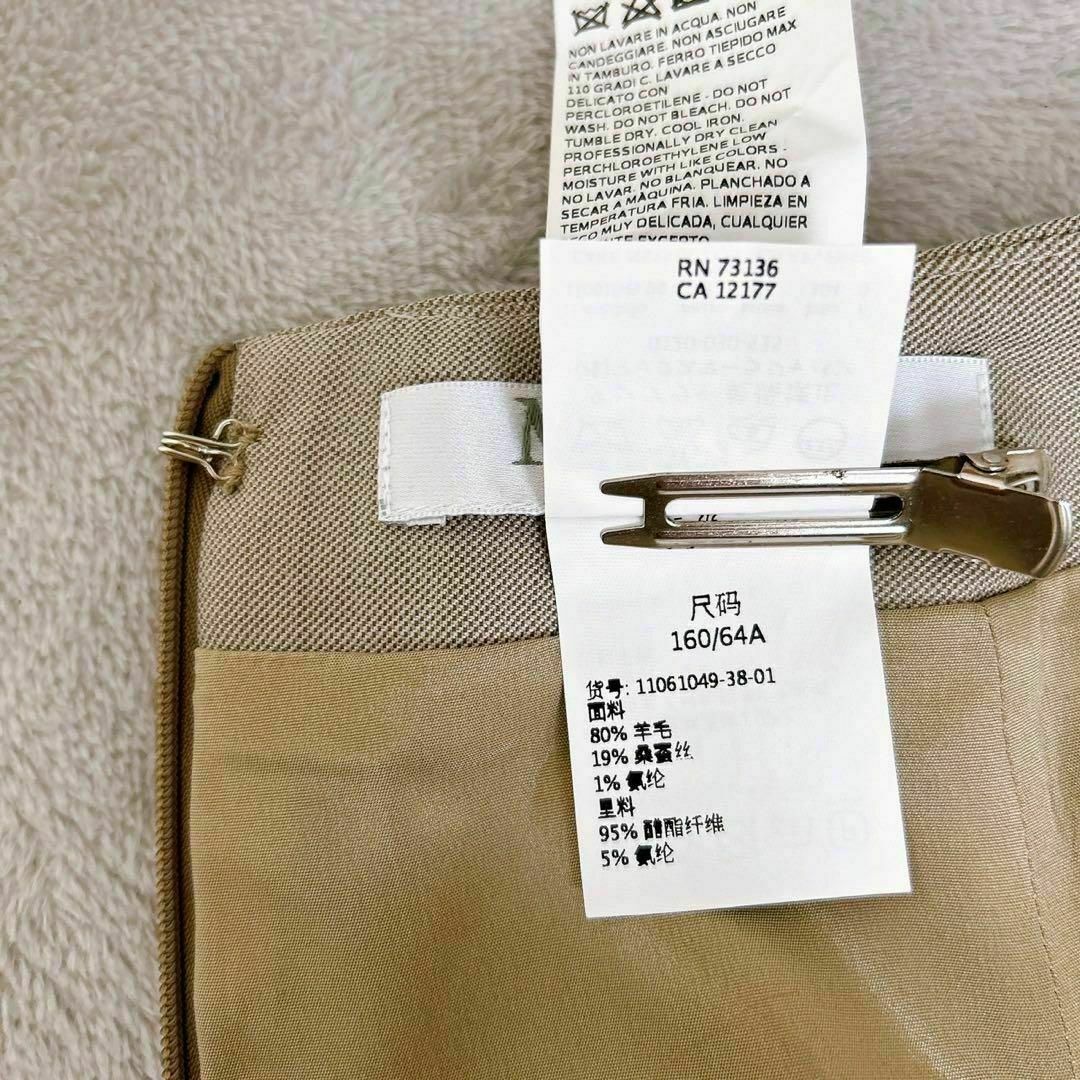 NON LAVARE IN ACQUA. NON
CANDEGGIARE. NON ASCIUGARE
IN TAMBURO. FERRO TIEPIDO MAX
110 GRADI C. LAVARE A SECCO
DELICATO CON
PERCLOROETILENE - DO NOT
WASH. DO NOT BLEACH. DO NOT
TUMBLE DRY. COOL IRON.
PROFESSIONALLY DRY CLEAN
PERCHLOROETHYLENE LOW
MOISTURE WITH LIKE COLORS -
NO LAVAR. NO BLANQUEAR. NO
SECAR A MÀQUINA. PLANCHADO A
TEMPERATURA FRIA. LIMPIEZA EN
SECO MUY DELICADA, CUALQUIER
EXCEPTO
RN 73136
CA 12177
M
尺码
160/64A
货号: 11061049-38-01
面料
80% 羊毛
19% 桑蚕丝
1% 氨纶
里料
95% 醋酯纤维
5% 氨纶